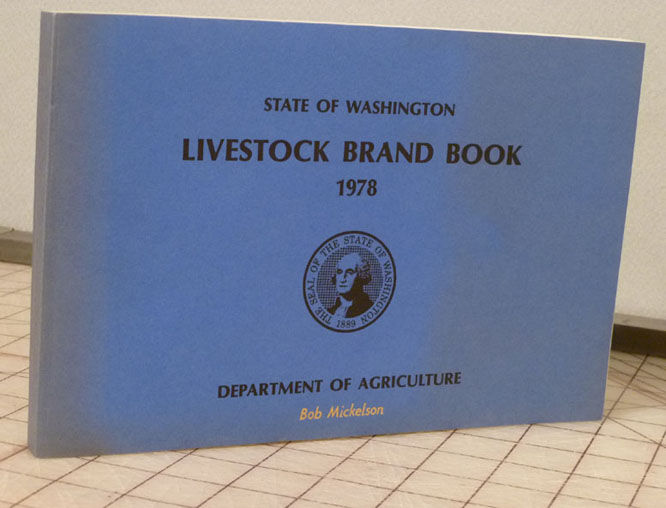 STATE OF WASHINGTON
LIVESTOCK BRAND BOOK
1978
THE SEAL OF THE STATE OF WASHINGTON
1889
DEPARTMENT OF AGRICULTURE
Bob Mickelson